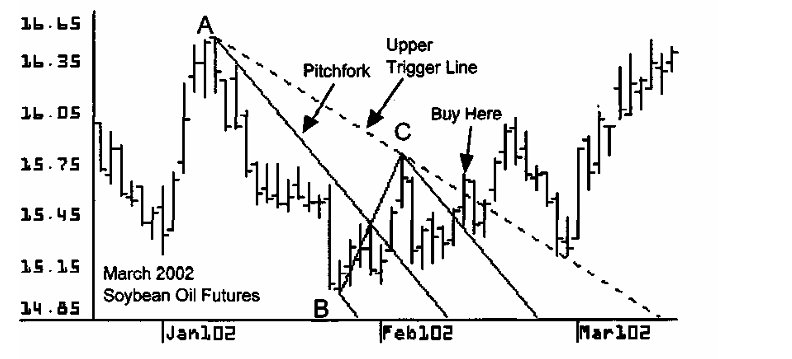 16.65
A
Upper
Trigger Line
16.35
Pitchfork
16.05
Buy Here
C
15.75
15.45
15.15
March 2002
Soybean Oil Futures
B
14.85
Jan102
Feb102
Mar102